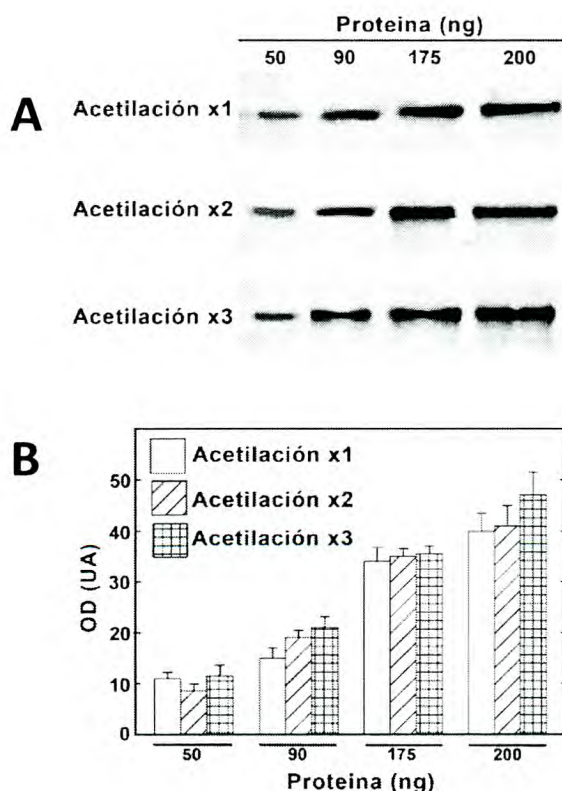 Proteina (ng)
50 90 175 200
A
Acetilación x1
Acetilación x2
Acetilación x3
B
Acetilación x1
Acetilación x2
Acetilación x3
50
40
30
20
10
0
OD (UA)
50 90 175 200
Proteina (ng)